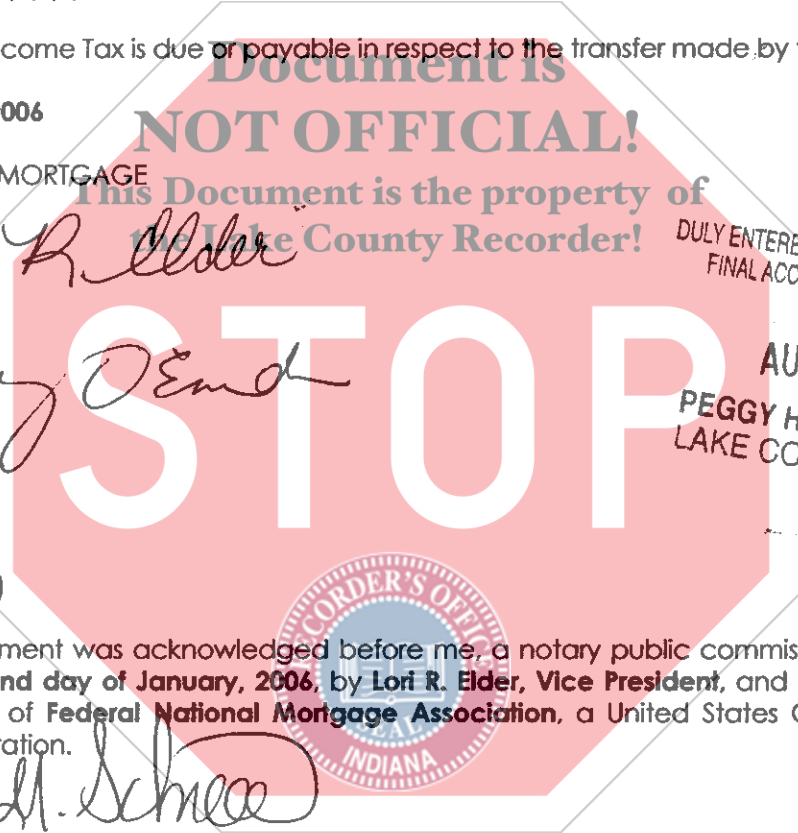 come Tax is due or payable in respect to the transfer made by
Document is
006
NOT OFFICIAL!
MORTGAGE
This Document is the property of
R. Elder
the Lake County Recorder!
DULY ENTERE
FINAL ACC
STOP
AU
PEGGY H
LAKE CO
RECORDER'S OFFICE
SEAL
INDIANA
ment was acknowledged before me, a notary public commis
nd day of January, 2006, by Lori R. Elder, Vice President, and
of Federal National Mortgage Association, a United States
ration.
M.